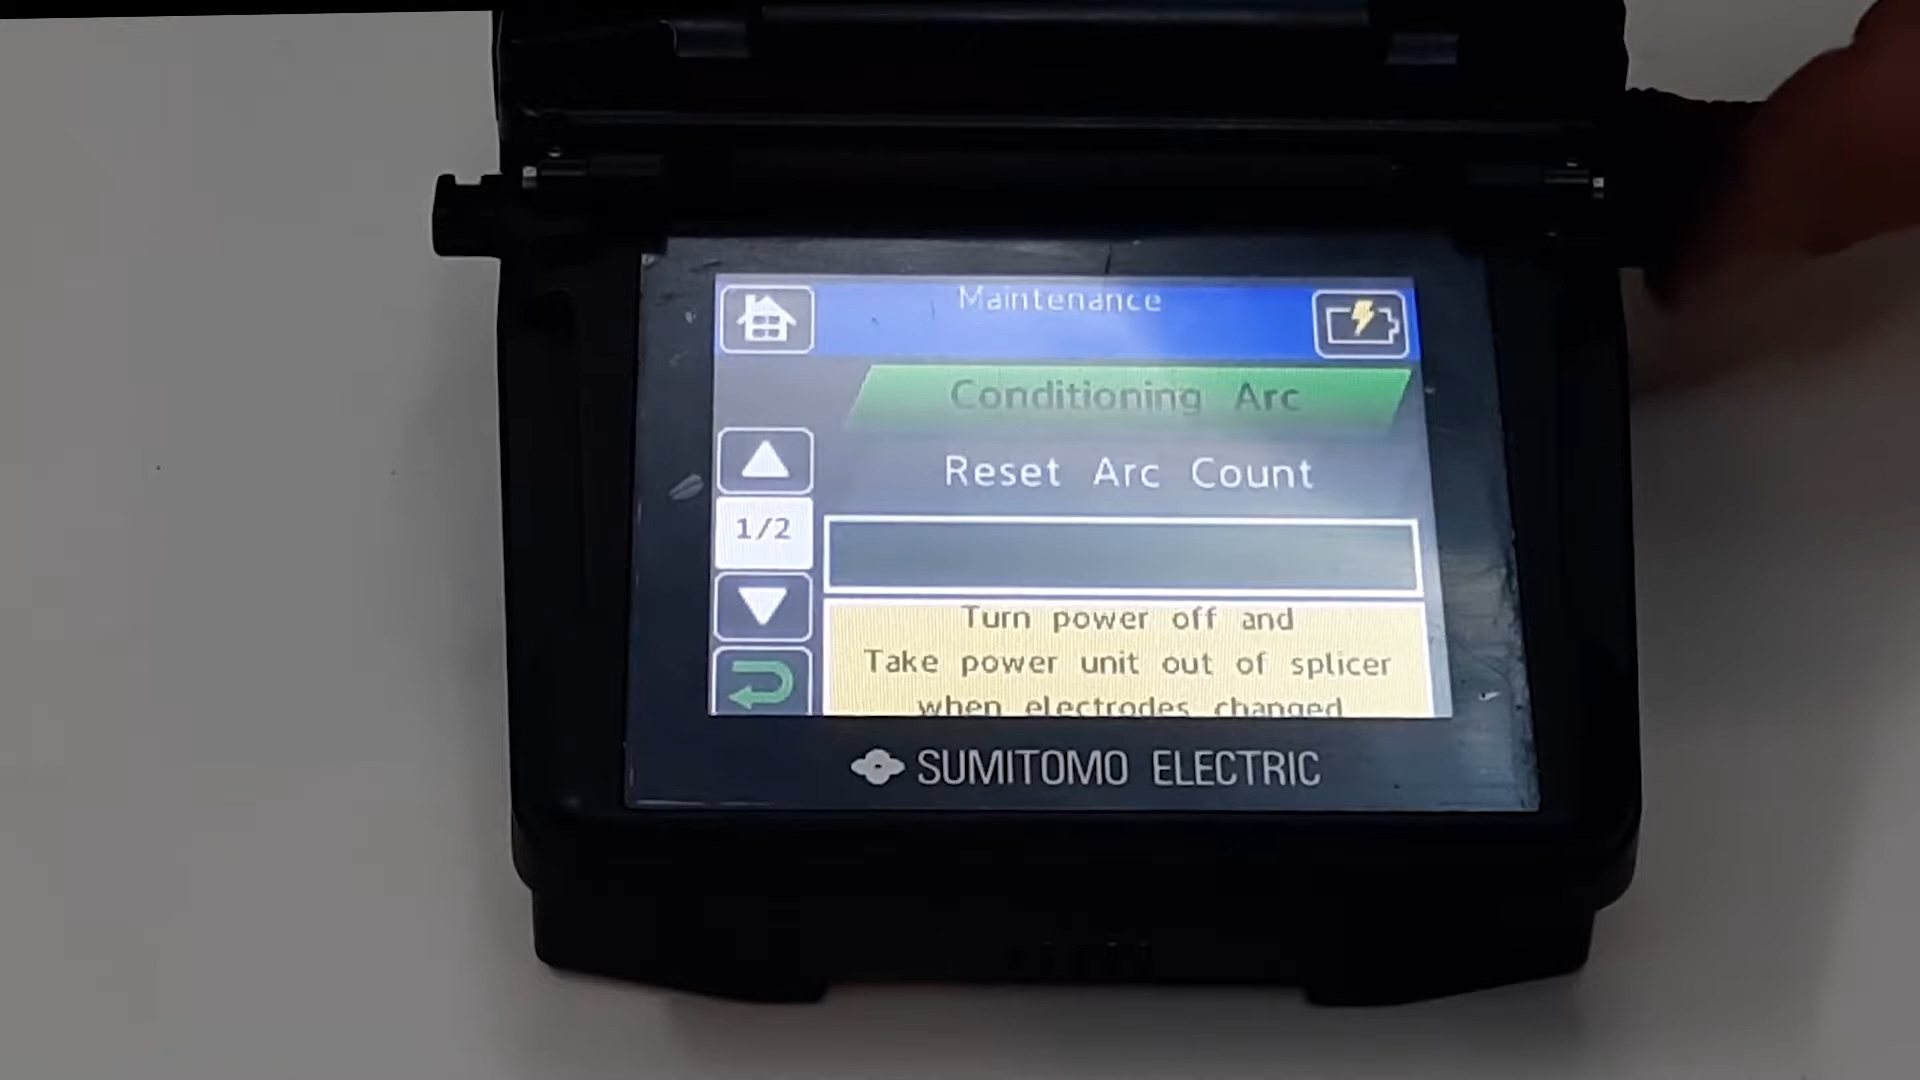 Maintenance
Conditioning Arc
Reset Arc Count
1/2
Turn power off and
Take power unit out of splicer
when electrodes changed
SUMITOMO ELECTRIC